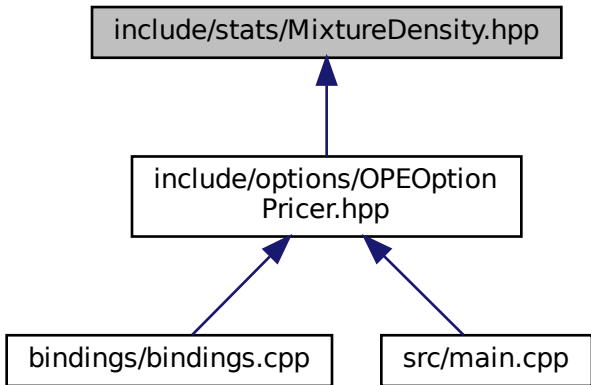 include/stats/MixtureDensity.hpp
include/options/OPEOption
Pricer.hpp
bindings/bindings.cpp
src/main.cpp